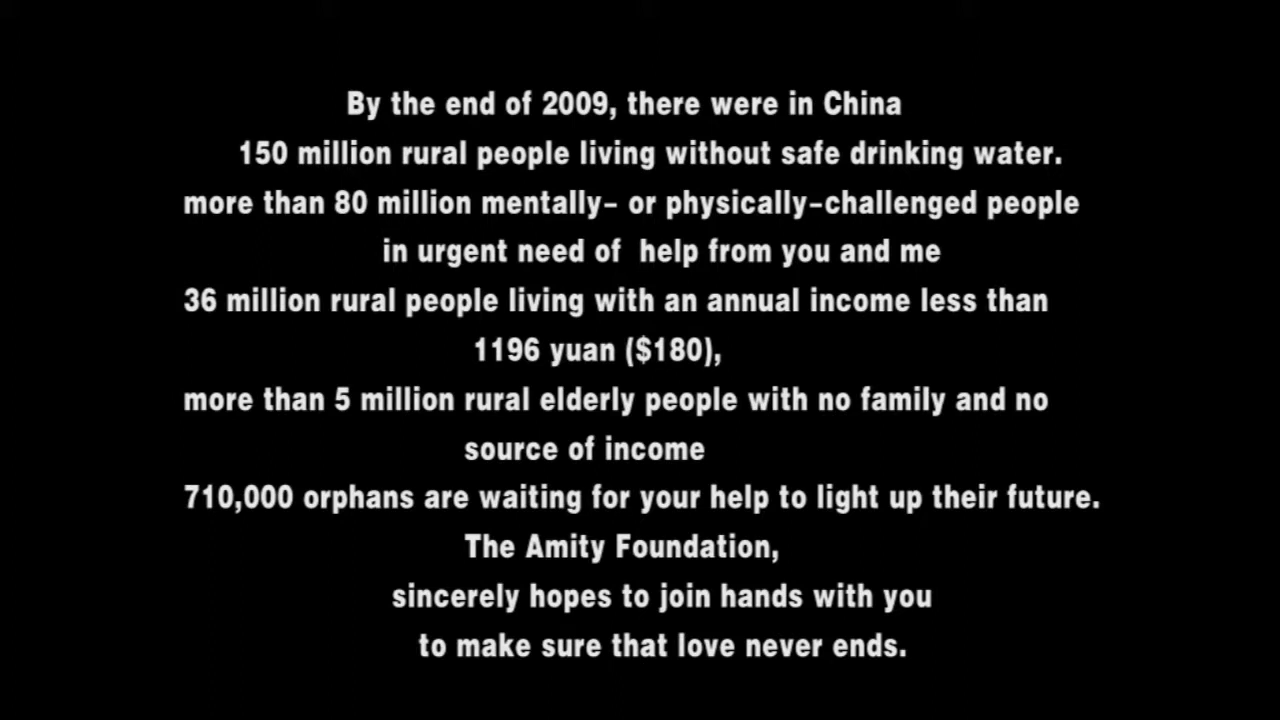 By the end of 2009, there were in China
150 million rural people living without safe drinking water.
more than 80 million mentally- or physically-challenged people
in urgent need of  help from you and me
36 million rural people living with an annual income less than
1196 yuan ($180),
more than 5 million rural elderly people with no family and no
source of income
710,000 orphans are waiting for your help to light up their future.
The Amity Foundation,
sincerely hopes to join hands with you
to make sure that love never ends.